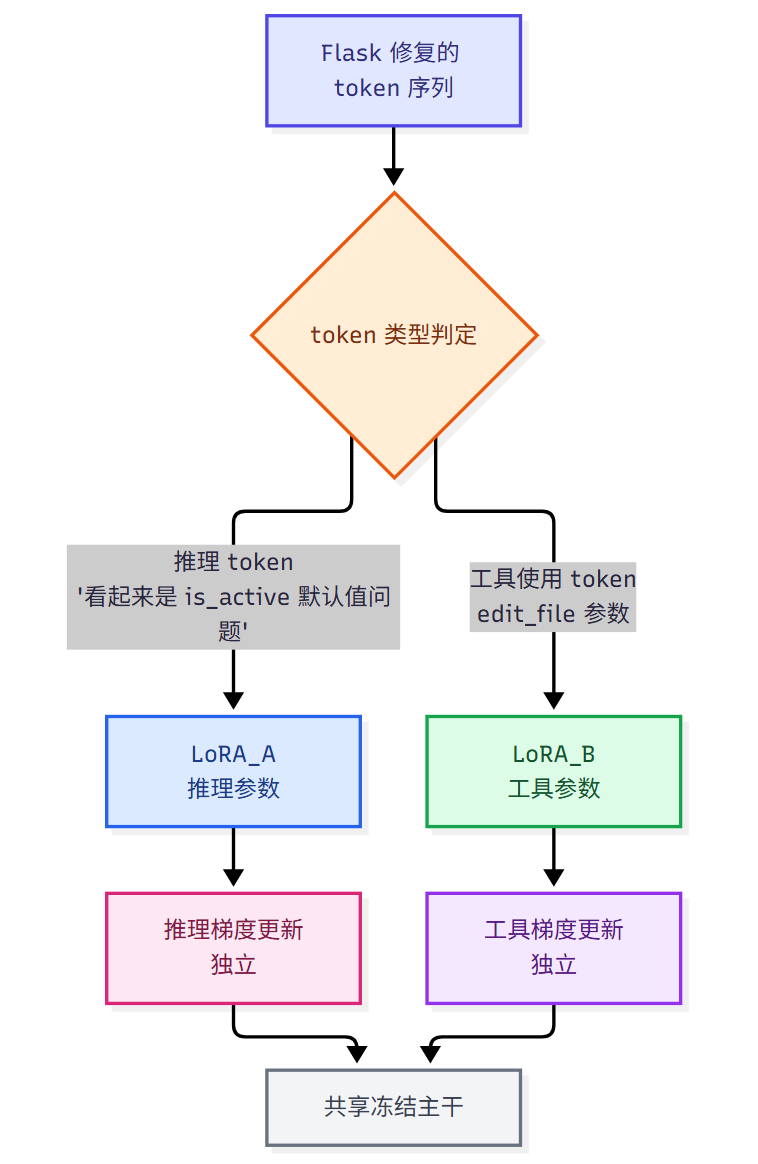 Flask 修复的
token 序列
token 类型判定
推理 token
'看起来是 is_active 默认值问
题'
工具使用 token
edit_file 参数
LoRA_A
推理参数
LoRA_B
工具参数
推理梯度更新
独立
工具梯度更新
独立
共享冻结主干